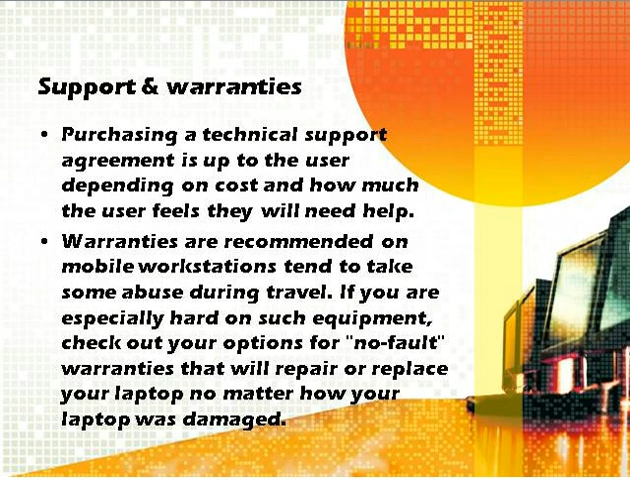 Support & warranties
• Purchasing a technical support
agreement is up to the user
depending on cost and how much
the user feels they will need help.
• Warranties are recommended on
mobile workstations tend to take
some abuse during travel. If you are
especially hard on such equipment,
check out your options for "no-fault"
warranties that will repair or replace
your laptop no matter how your
laptop was damaged.